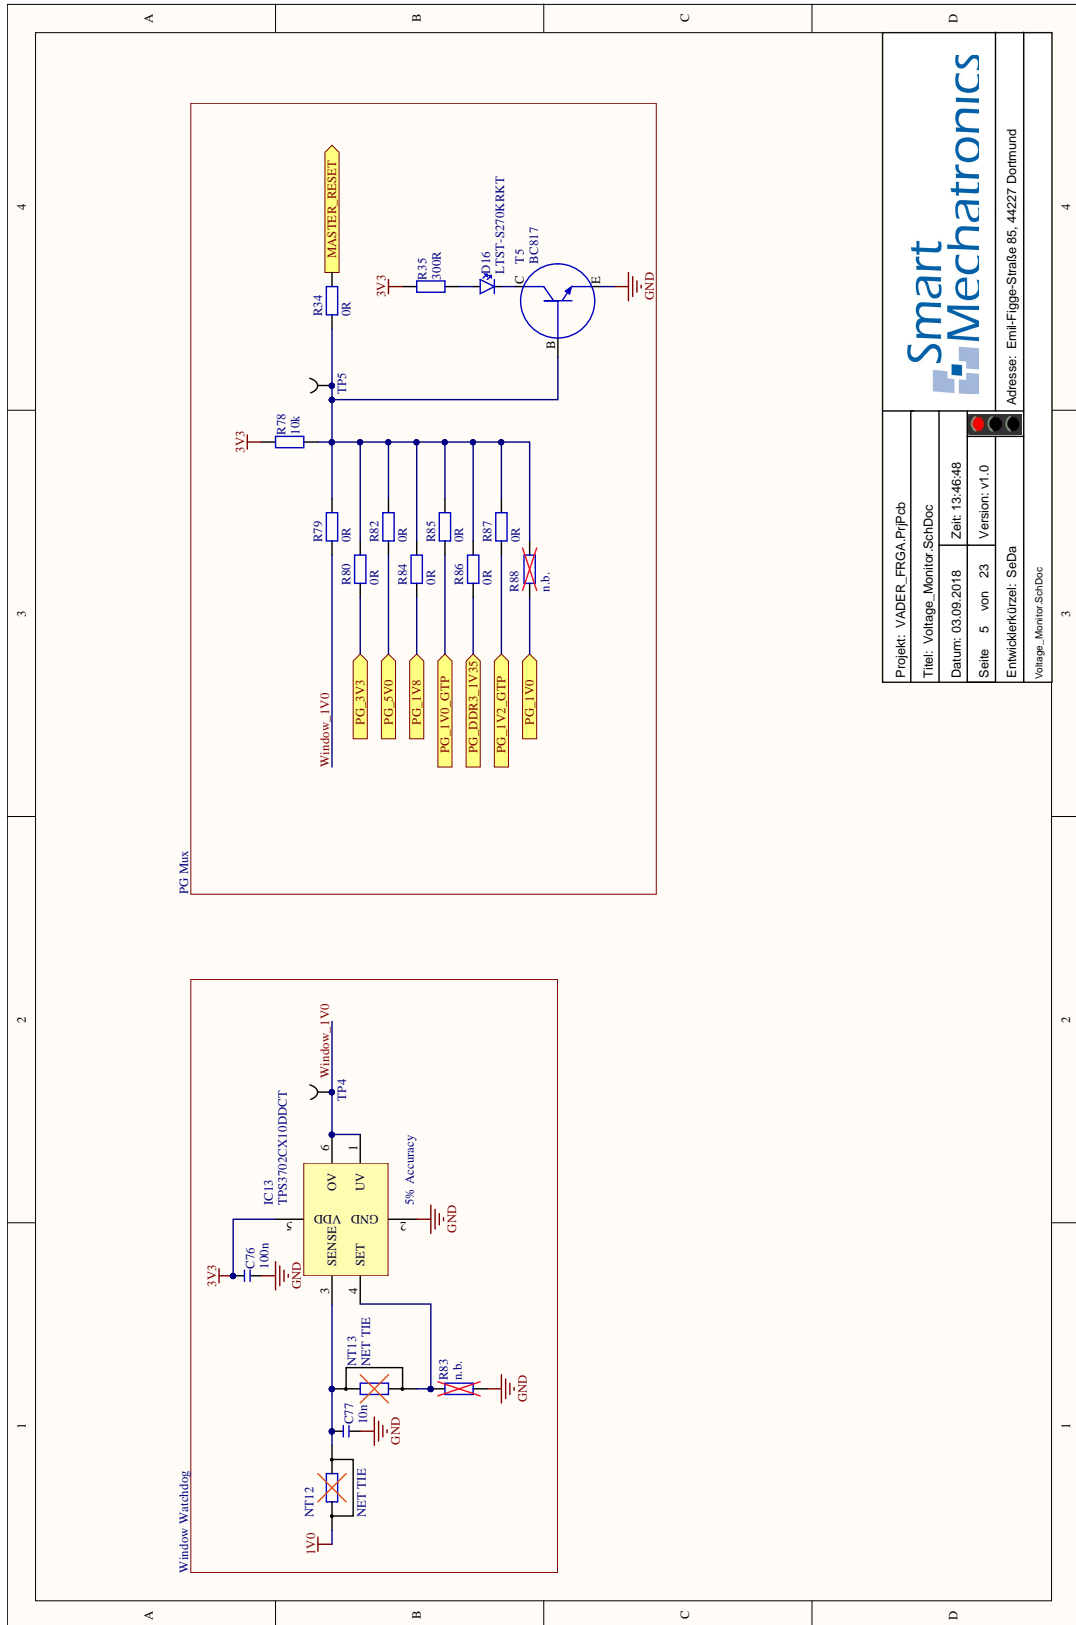 1
2
3
4
A
B
C
D
Window Watchdog
1V0
NT12
NET TIE
C77
10n
GND
NT13
NET TIE
R83
n.b.
GND
3V3
C76
100n
GND
IC13
TPS3702CX10DDCT
3
SENSE
4
SET
5
VDD
GND
2
OV
6
UV
1
5% Accuracy
GND
TP4
Window_1V0
PG Mux
Window_1V0
PG_3V3
PG_5V0
PG_1V8
PG_1V0_GTP
PG_DDR3_1V35
PG_1V2_GTP
PG_1V0
R79
0R
R80
0R
R82
0R
R84
0R
R85
0R
R86
0R
R87
0R
R88
n.b.
3V3
R78
10k
TP5
R34
0R
MASTER_RESET
3V3
R35
300R
D16
LTST-S270KRKT
T5
BC817
B
C
E
GND
Projekt: VADER_FRGA.PrjPcb
Titel: Voltage_Monitor.SchDoc
Datum: 03.09.2018
Zeit: 13:46:48
Seite 5 von 23
Version: v1.0
Entwicklerkürzel: SeDa
Smart
Mechatronics
Adresse: Emil-Figge-Straße 85, 44227 Dortmund
Voltage_Monitor.SchDoc
A
B
C
D
1
2
3
4